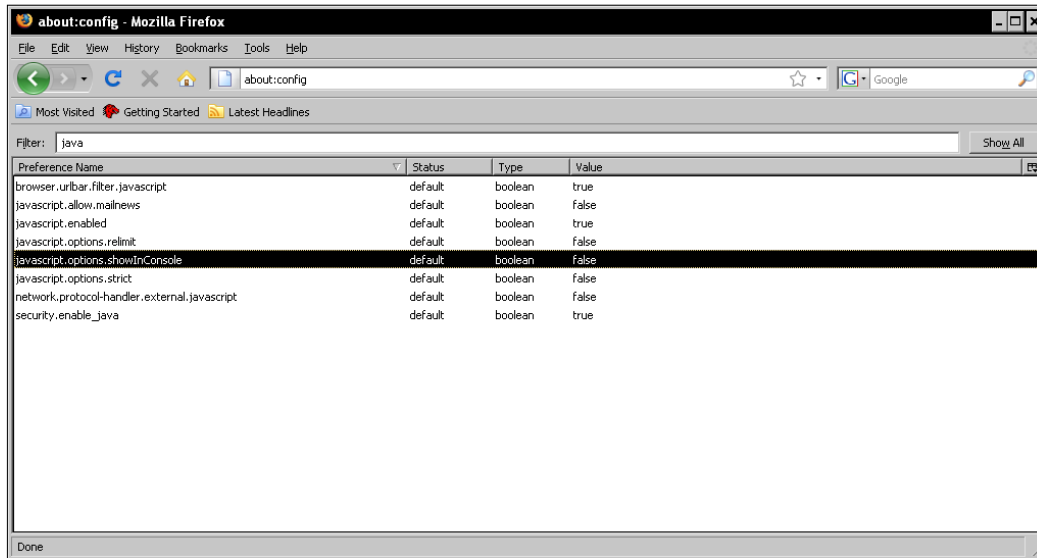 about:config - Mozilla Firefox
File Edit View History Bookmarks Tools Help
about:config G Google
Most Visited Getting Started Latest Headlines
Filter: java Show All
Preference Name Status Type Value
browser.urlbar.filter.javascript default boolean true
javascript.allow.mailnews default boolean false
javascript.enabled default boolean true
javascript.options.relimit default boolean false
javascript.options.showInConsole default boolean false
javascript.options.strict default boolean false
network.protocol-handler.external.javascript default boolean false
security.enable_java default boolean true
Done